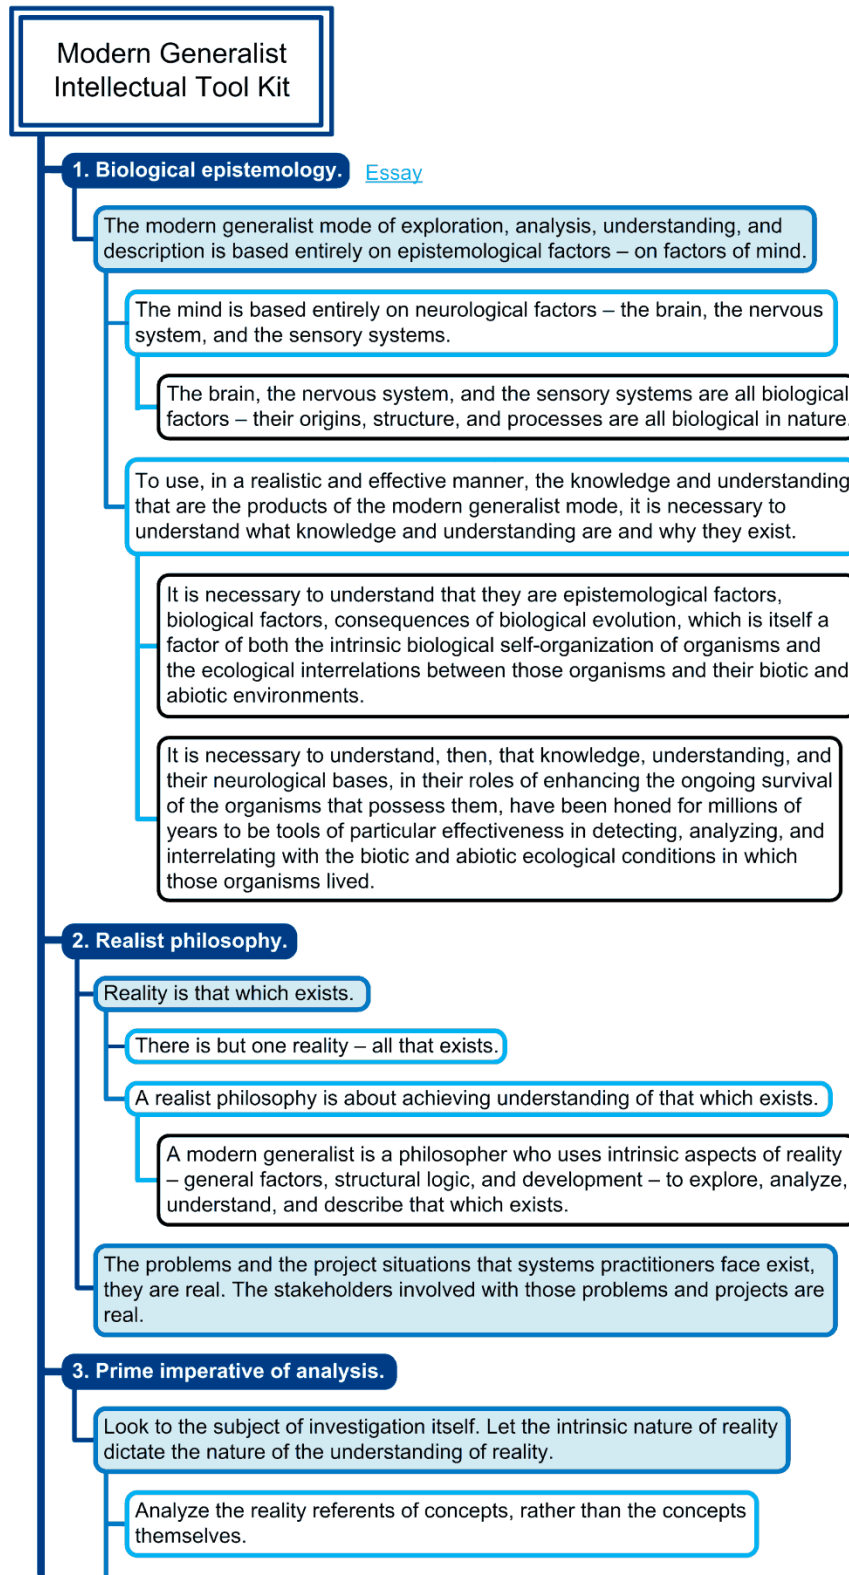 Modern Generalist
Intellectual Tool Kit
1. Biological epistemology.
Essay
The modern generalist mode of exploration, analysis, understanding, and
description is based entirely on epistemological factors – on factors of mind.
The mind is based entirely on neurological factors – the brain, the nervous
system, and the sensory systems.
The brain, the nervous system, and the sensory systems are all biological
factors – their origins, structure, and processes are all biological in nature.
To use, in a realistic and effective manner, the knowledge and understanding
that are the products of the modern generalist mode, it is necessary to
understand what knowledge and understanding are and why they exist.
It is necessary to understand that they are epistemological factors,
biological factors, consequences of biological evolution, which is itself a
factor of both the intrinsic biological self-organization of organisms and
the ecological interrelations between those organisms and their biotic and
abiotic environments.
It is necessary to understand, then, that knowledge, understanding, and
their neurological bases, in their roles of enhancing the ongoing survival
of the organisms that possess them, have been honed for millions of
years to be tools of particular effectiveness in detecting, analyzing, and
interrelating with the biotic and abiotic ecological conditions in which
those organisms lived.
2. Realist philosophy.
Reality is that which exists.
There is but one reality – all that exists.
A realist philosophy is about achieving understanding of that which exists.
A modern generalist is a philosopher who uses intrinsic aspects of reality
– general factors, structural logic, and development – to explore, analyze,
understand, and describe that which exists.
The problems and the project situations that systems practitioners face exist,
they are real. The stakeholders involved with those problems and projects are
real.
3. Prime imperative of analysis.
Look to the subject of investigation itself. Let the intrinsic nature of reality
dictate the nature of the understanding of reality.
Analyze the reality referents of concepts, rather than the concepts
themselves.